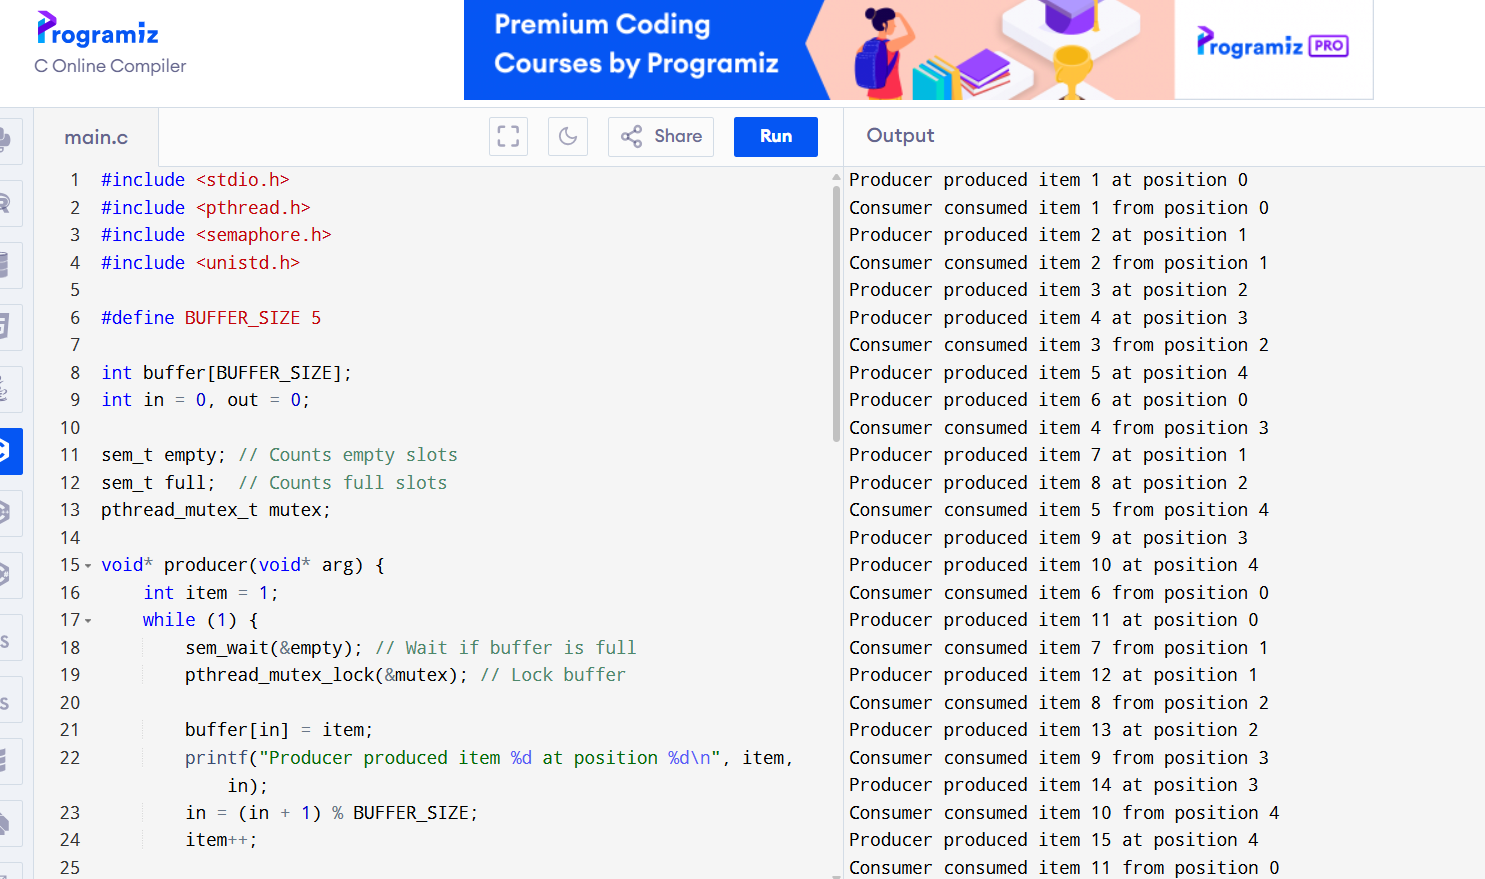 Programiz
C Online Compiler
Premium Coding
Courses by Programiz
Programiz PRO
main.c
Share
Run
Output
1 #include <stdio.h>
2 #include <pthread.h>
3 #include <semaphore.h>
4 #include <unistd.h>
5
6 #define BUFFER_SIZE 5
7
8 int buffer[BUFFER_SIZE];
9 int in = 0, out = 0;
10
11 sem_t empty; // Counts empty slots
12 sem_t full;  // Counts full slots
13 pthread_mutex_t mutex;
14
15 void* producer(void* arg) {
16     int item = 1;
17     while (1) {
18         sem_wait(&empty); // Wait if buffer is full
19         pthread_mutex_lock(&mutex); // Lock buffer
20
21         buffer[in] = item;
22         printf("Producer produced item %d at position %d\n", item,
            in);
23         in = (in + 1) % BUFFER_SIZE;
24         item++;
25
Producer produced item 1 at position 0
Consumer consumed item 1 from position 0
Producer produced item 2 at position 1
Consumer consumed item 2 from position 1
Producer produced item 3 at position 2
Producer produced item 4 at position 3
Consumer consumed item 3 from position 2
Producer produced item 5 at position 4
Producer produced item 6 at position 0
Consumer consumed item 4 from position 3
Producer produced item 7 at position 1
Producer produced item 8 at position 2
Consumer consumed item 5 from position 4
Producer produced item 9 at position 3
Producer produced item 10 at position 4
Consumer consumed item 6 from position 0
Producer produced item 11 at position 0
Consumer consumed item 7 from position 1
Producer produced item 12 at position 1
Consumer consumed item 8 from position 2
Producer produced item 13 at position 2
Consumer consumed item 9 from position 3
Producer produced item 14 at position 3
Consumer consumed item 10 from position 4
Producer produced item 15 at position 4
Consumer consumed item 11 from position 0